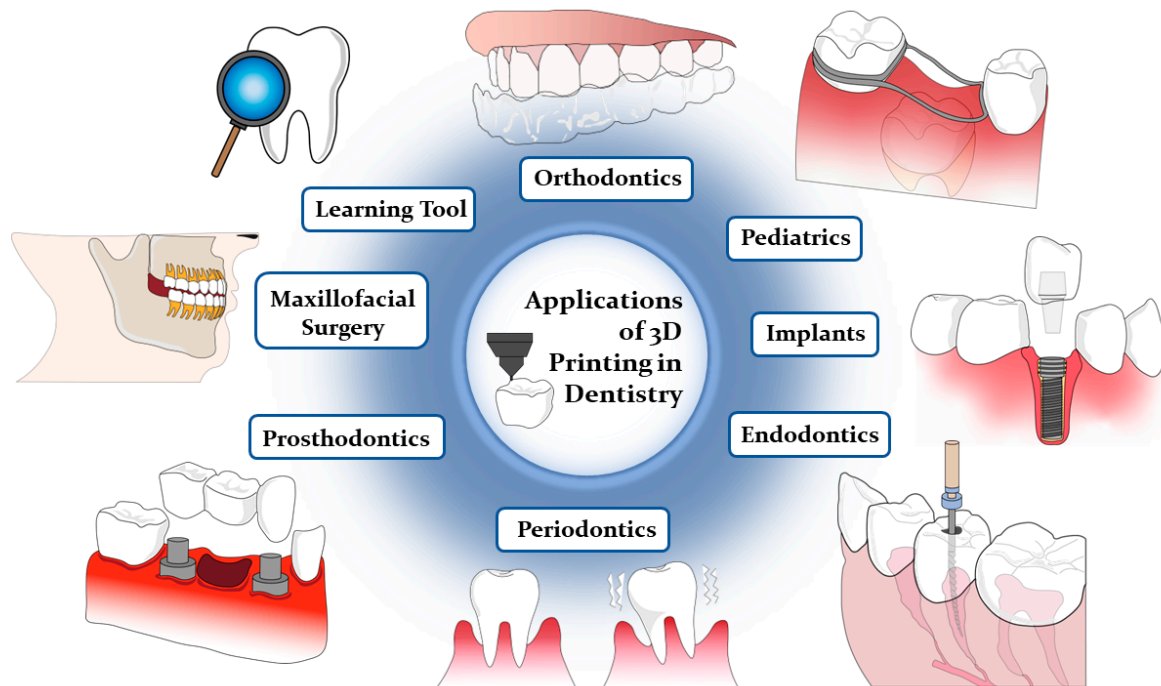 Orthodontics
Learning Tool
Pediatrics
Maxillofacial
Surgery
Applications
of 3D
Printing in
Dentistry
Implants
Prosthodontics
Endodontics
Periodontics